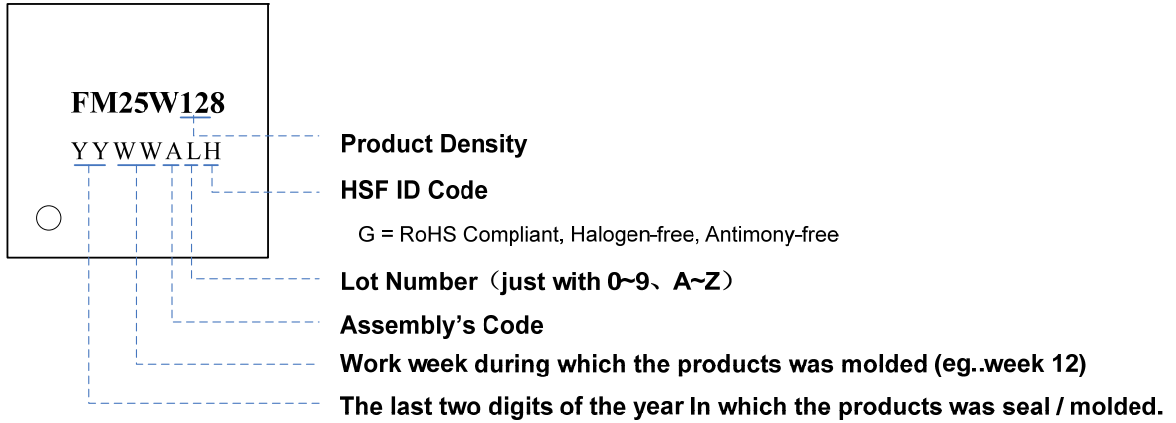 FM25W128
YYWWALH
Product Density
HSF ID Code
G = RoHS Compliant, Halogen-free, Antimony-free
Lot Number（just with 0~9、A~Z）
Assembly's Code
Work week during which the products was molded (eg..week 12)
The last two digits of the year In which the products was seal / molded.